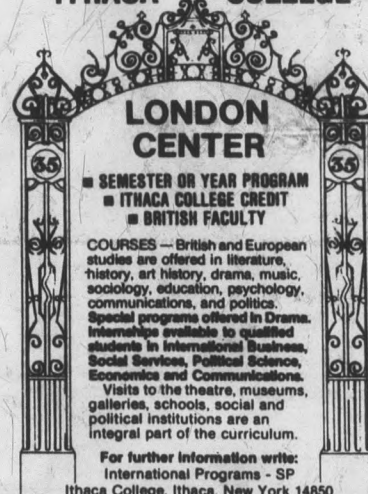 ITHACA COLLEGE
LONDON
CENTER
35
35
■ SEMESTER OR YEAR PROGRAM
■ ITHACA COLLEGE CREDIT
■ BRITISH FACULTY
COURSES — British and European
studies are offered in literature,
history, art history, drama, music,
sociology, education, psychology,
communications, and politics.
Special programs offered in Drama.
Internships available to qualified
students in International Business,
Social Services, Political Science,
Economics and Communications.
Visits to the theatre, museums,
galleries, schools, social and
political institutions are an
integral part of the curriculum.
For further information write:
International Programs - SP
Ithaca College, Ithaca, New York 14850